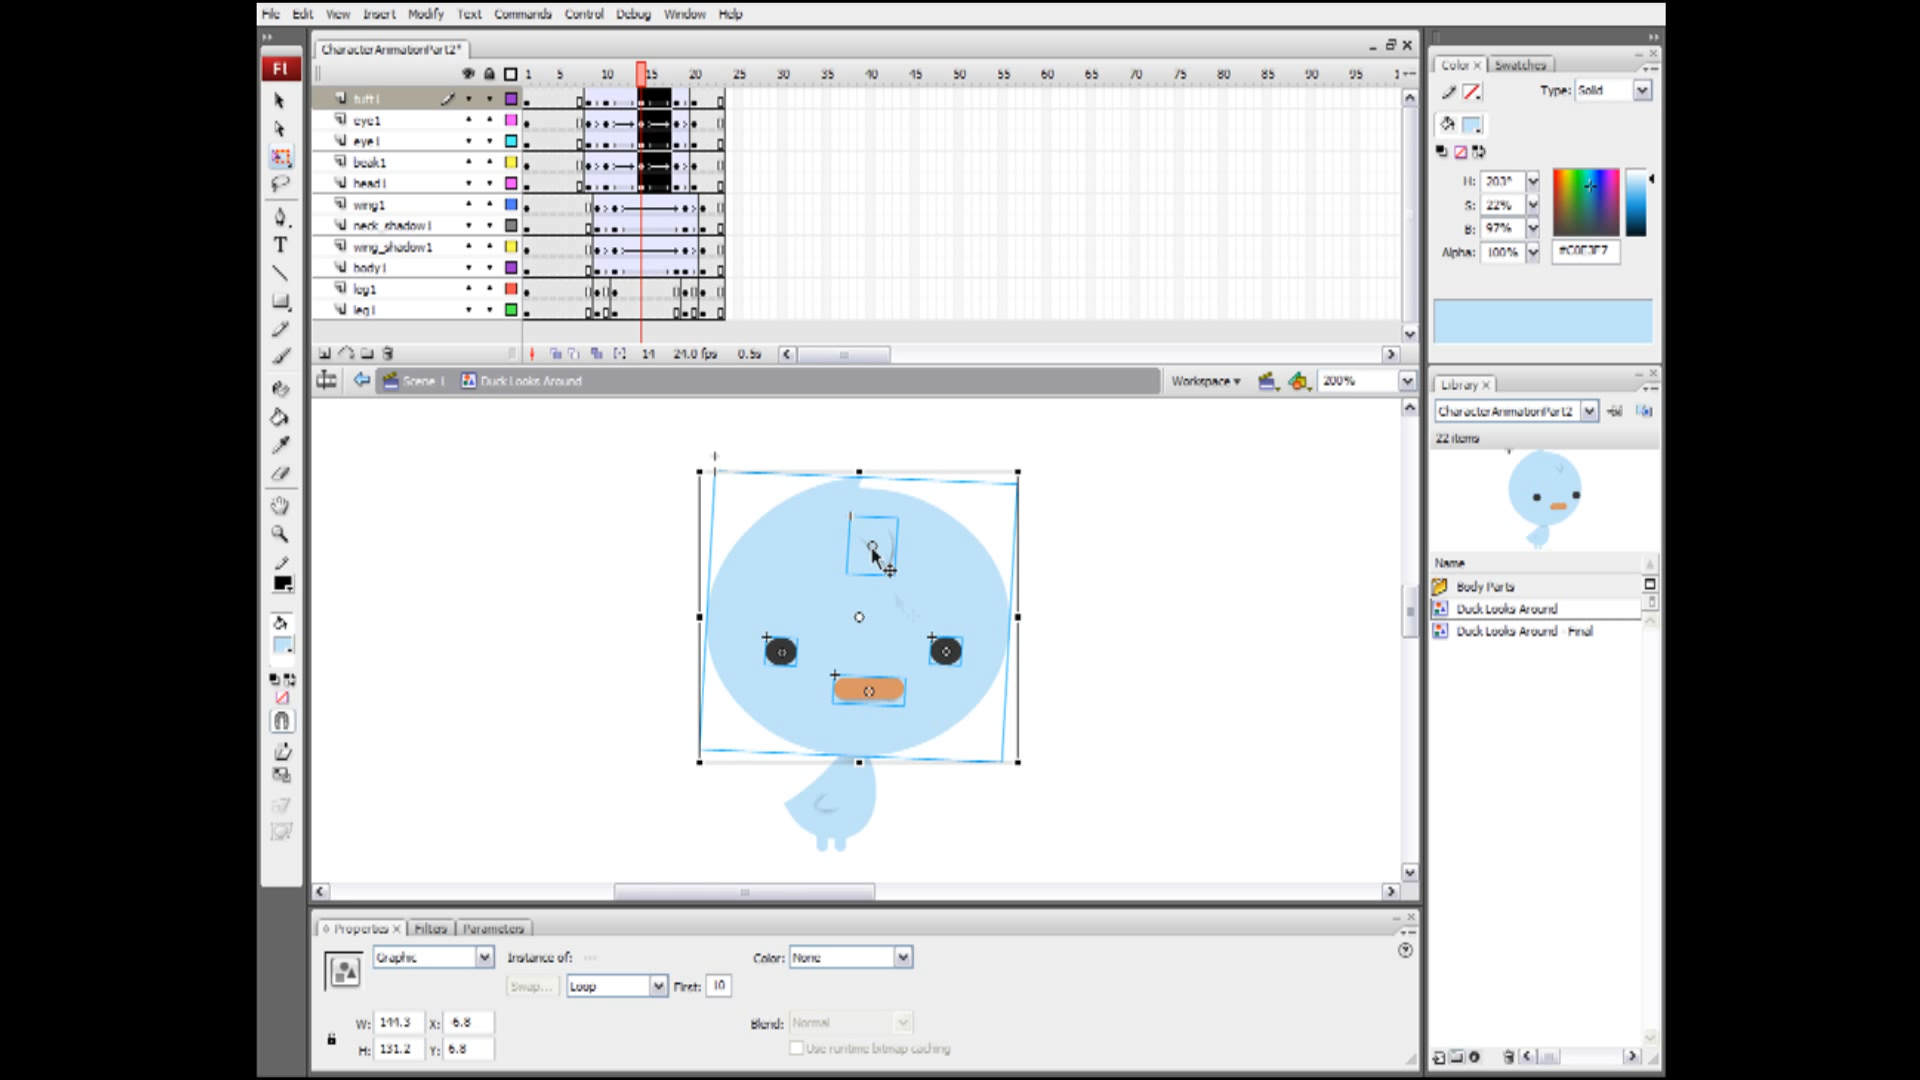 File Edit View Insert Modify Text Commands Control Debug Window Help
Fl
CharacterAnimationPart2*
1 5 10 15 20 25 30 35 40 45 50 55 60 65 70 75 80 85 90 95
tuft1
eye1
eye1
beak1
head1
wing1
neck_shadow1
wing_shadow1
body1
leg1
leg1
14 24.0 fps 0.5s
Scene 1 Duck Looks Around Workspace 200%
Properties Filters Parameters
Graphic Instance of: Color: None
Swap... Loop First: 10
W: 144.3 X: -6.8 Blend: Normal
H: 131.2 Y: 6.8 Use runtime bitmap caching
Color Swatches
Type: Solid
H: 203°
S: 22%
B: 97%
Alpha: 100% #C0E3F7
Library
CharacterAnimationPart2
22 items
Name
Body Parts
Duck Looks Around
Duck Looks Around - Final